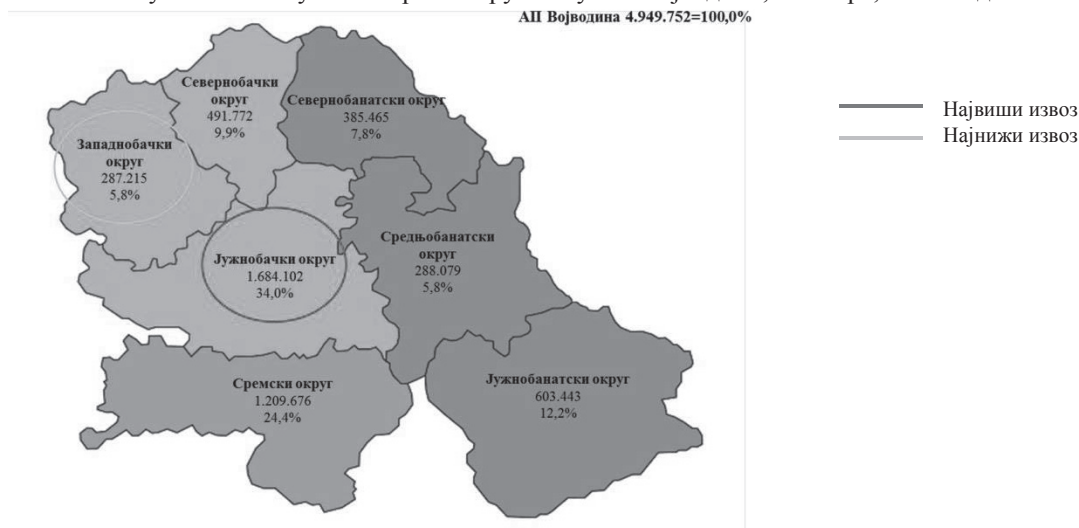 АП Војводина 4.949.752=100,0%
Севернобачки
округ
491.772
9,9%
Севернобанатски округ
385.465
7,8%
Западнобачки
округ
287.215
5,8%
Средњобанатски
округ
288.079
5,8%
Јужнобачки округ
1.684.102
34,0%
Сремски округ
1.209.676
24,4%
Јужнобанатски округ
603.443
12,2%
Највиши извоз
Најнижи извоз